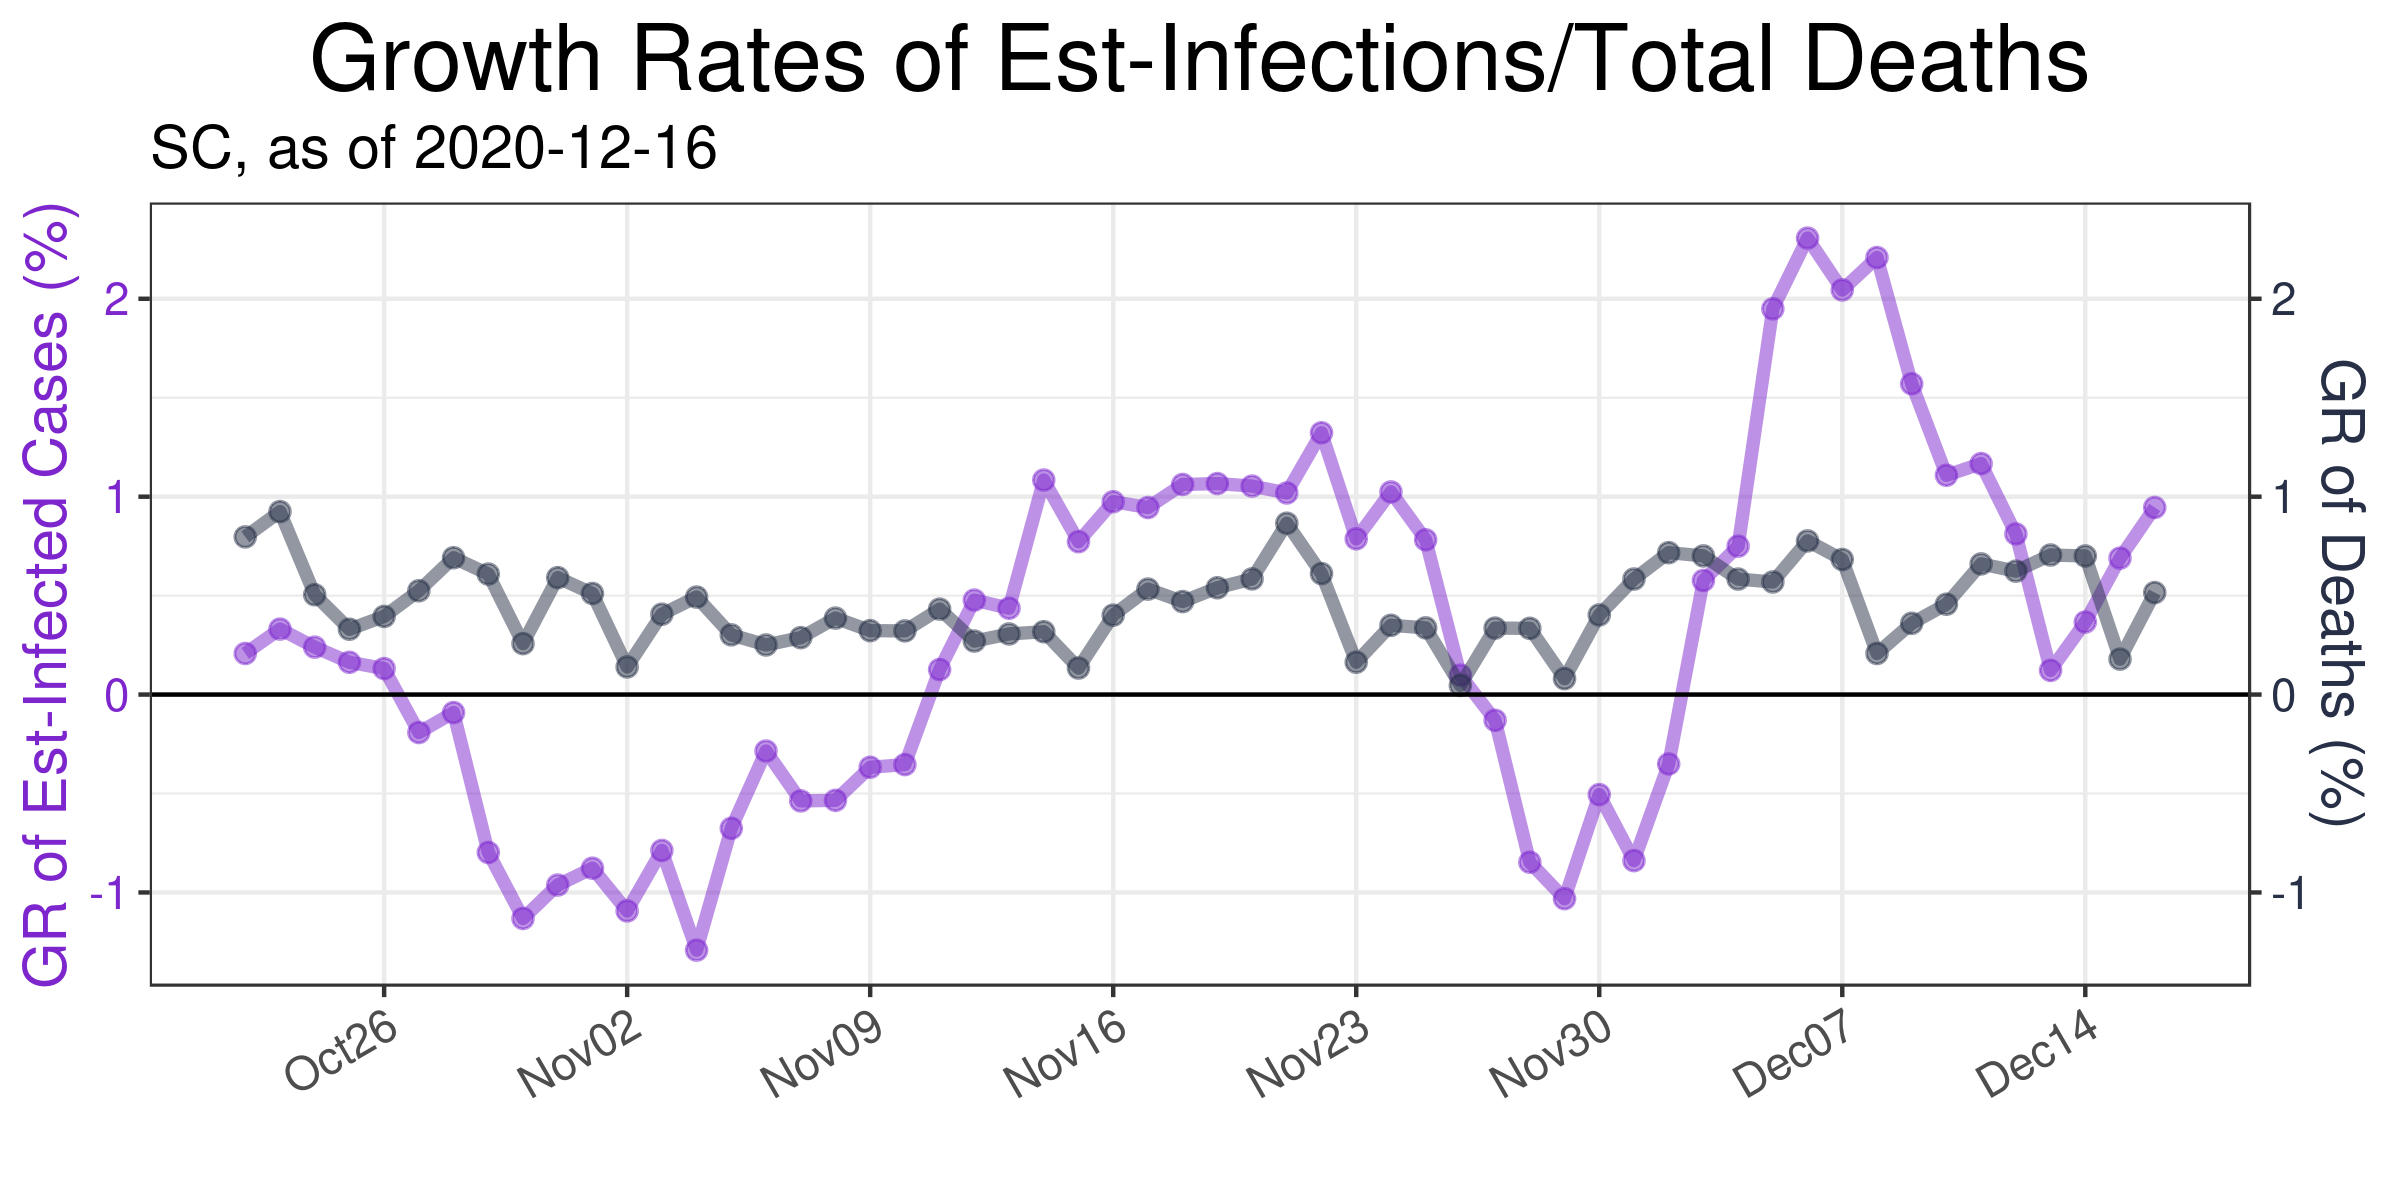 Growth Rates of Est-Infections/Total Deaths
SC, as of 2020-12-16
GR of Est-Infected Cases (%)
2
1
0
-1
2
1
0
-1
GR of Deaths (%)
Oct26
Nov02
Nov09
Nov16
Nov23
Nov30
Dec07
Dec14